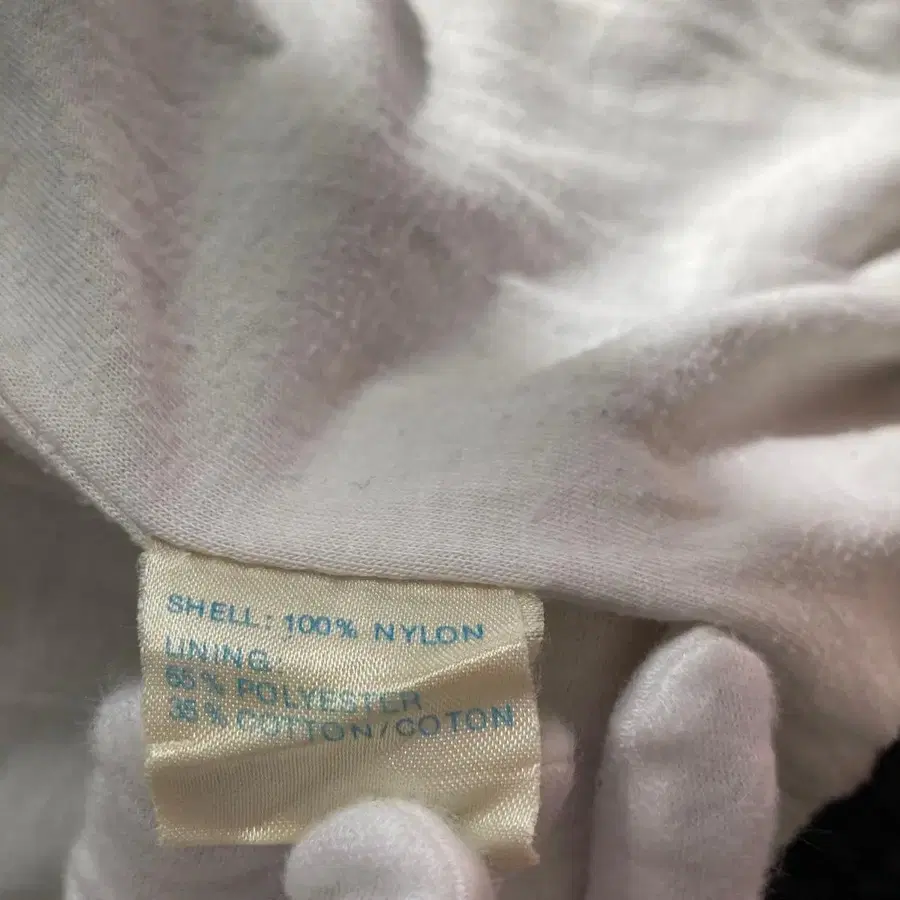 SHELL: 100% NYLON
LINING:
65% POLYESTER
35% COTTON/COTON